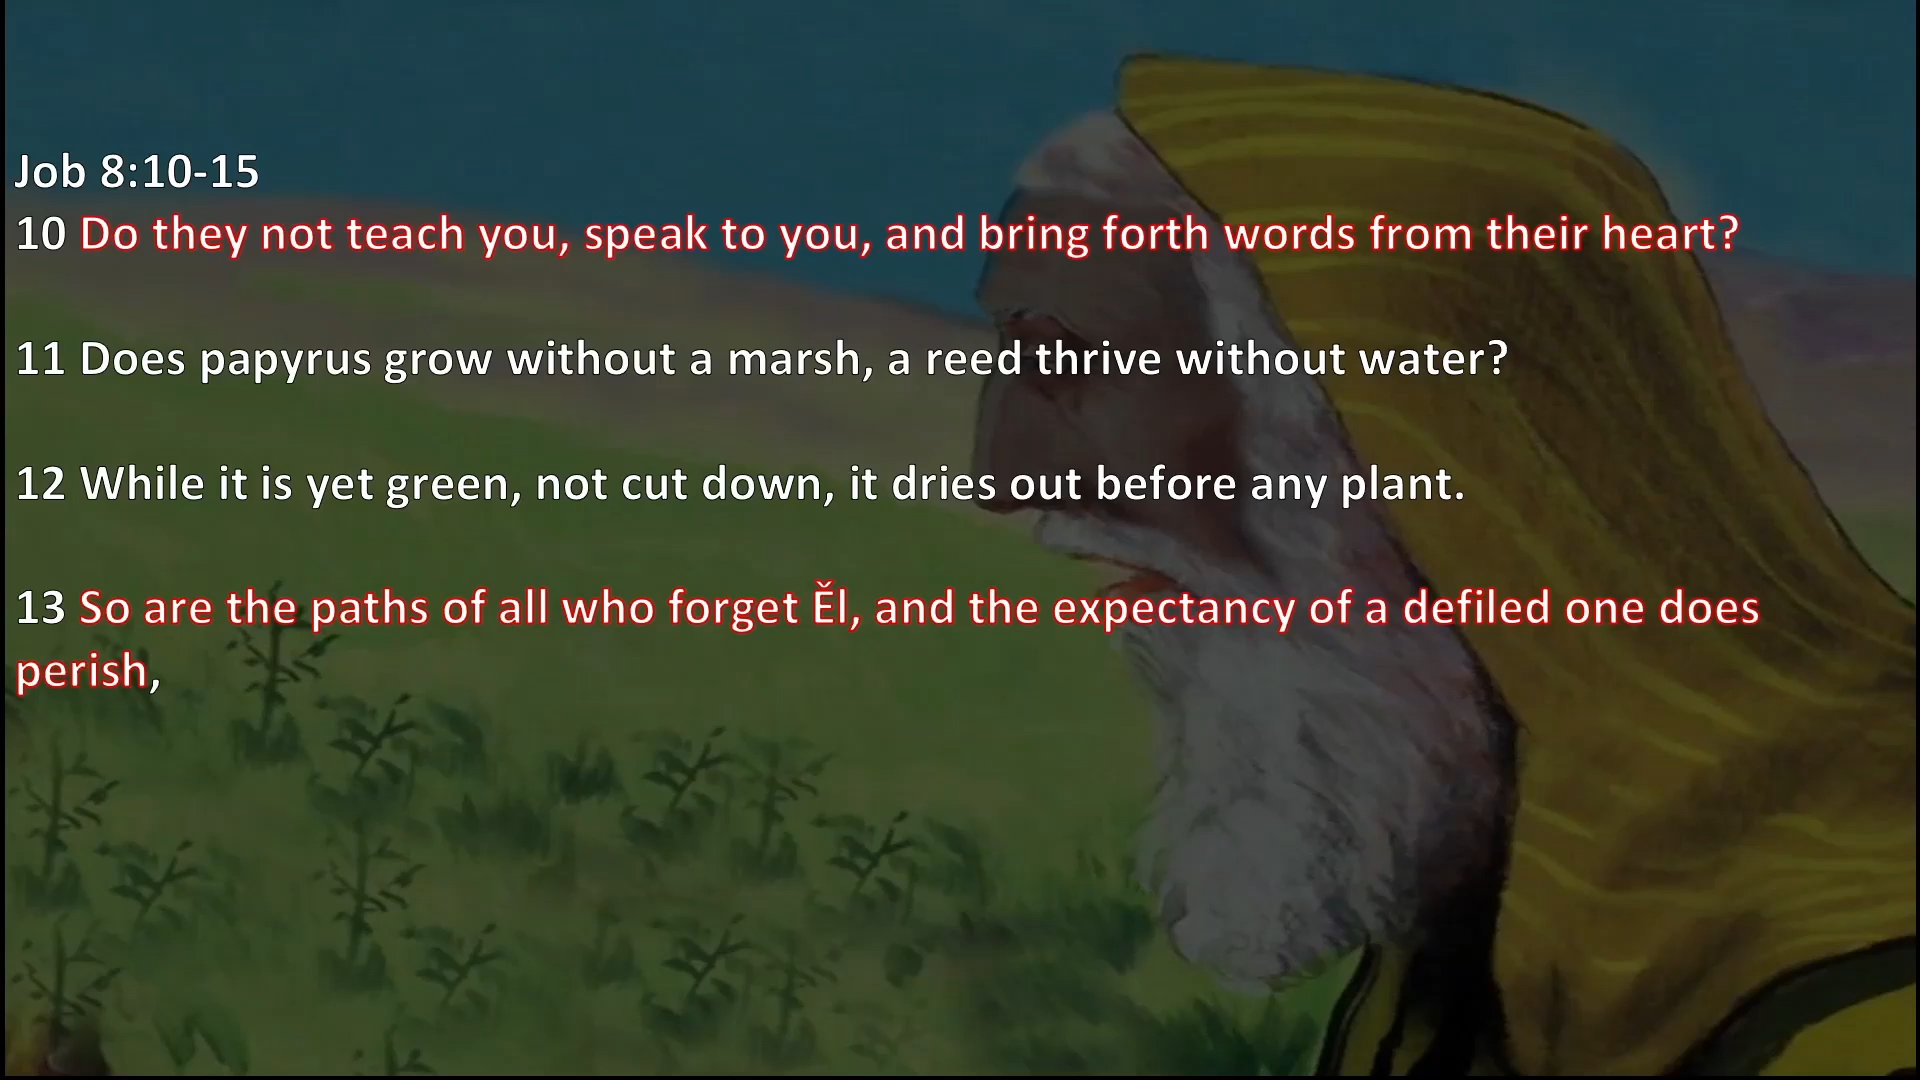 Job 8:10-15
10 Do they not teach you, speak to you, and bring forth words from their heart?
11 Does papyrus grow without a marsh, a reed thrive without water?
12 While it is yet green, not cut down, it dries out before any plant.
13 So are the paths of all who forget Ěl, and the expectancy of a defiled one does
perish,